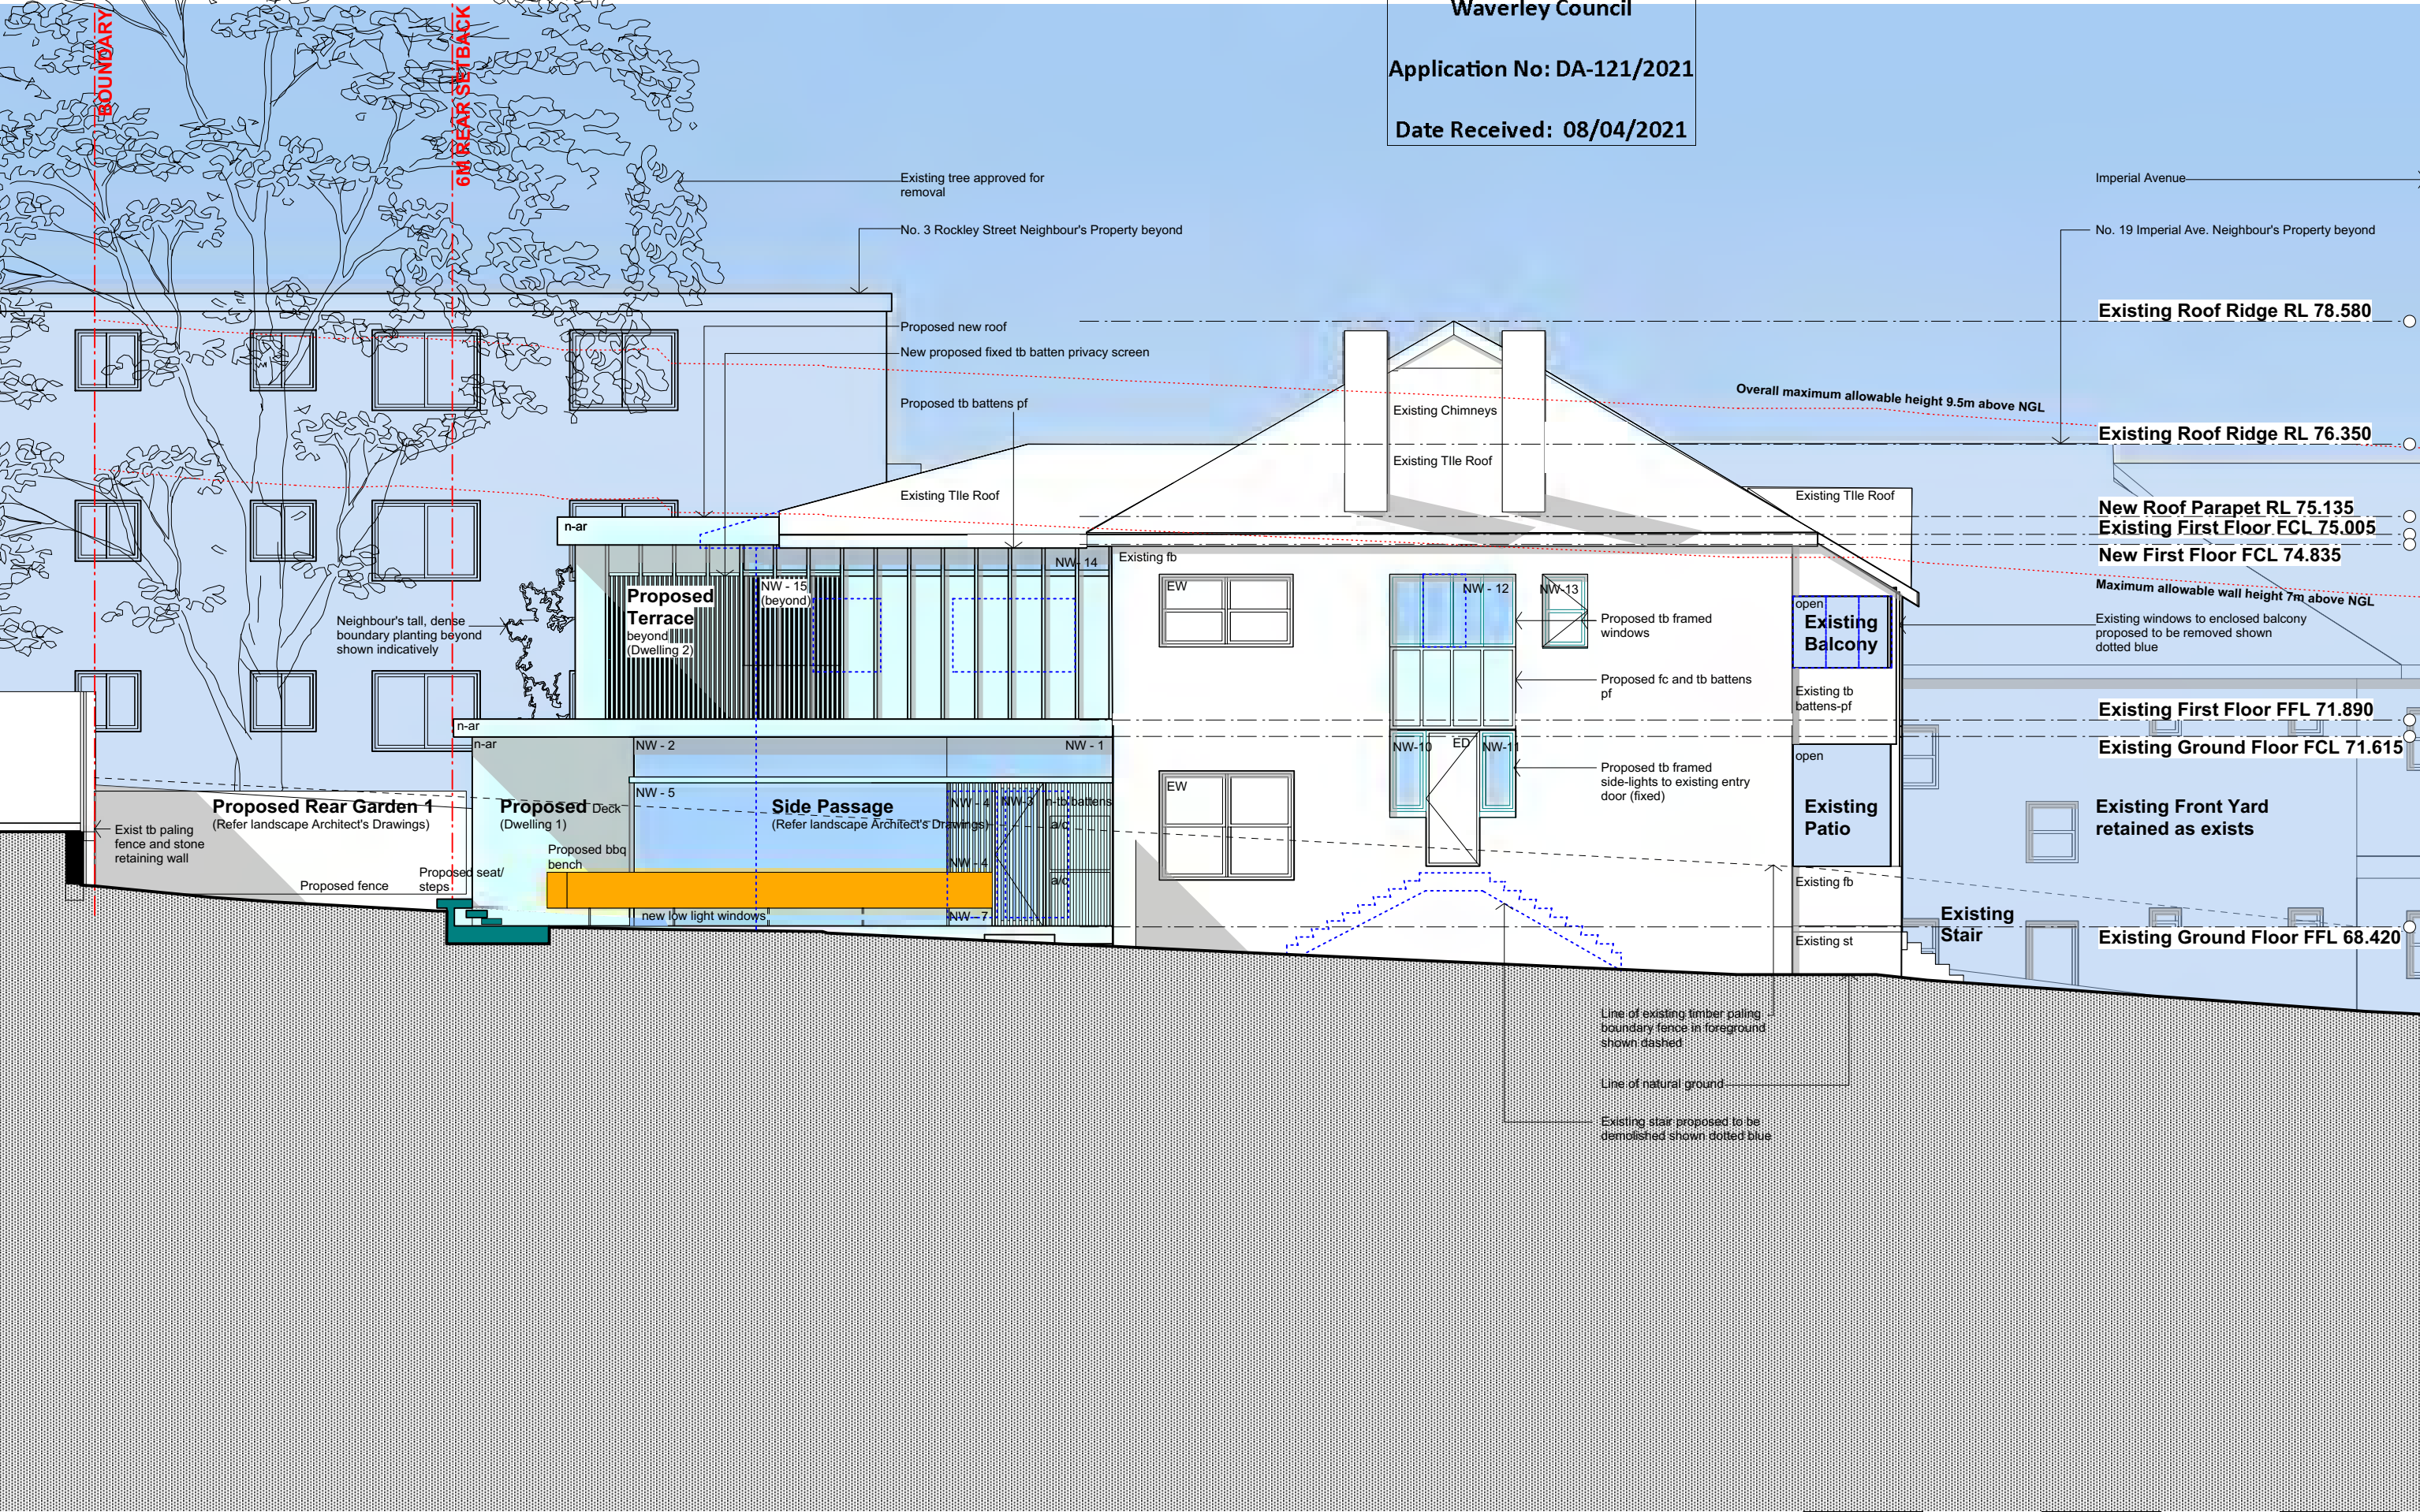 Waverley Council
Application No: DA-121/2021
Date Received: 08/04/2021
BOUNDARY
6M REAR SETBACK
Existing tree approved for
removal
No. 3 Rockley Street Neighbour's Property beyond
Imperial Avenue
No. 19 Imperial Ave. Neighbour's Property beyond
Existing Roof Ridge RL 78.580
Proposed new roof
New proposed fixed tb batten privacy screen
Proposed tb battens pf
Overall maximum allowable height 9.5m above NGL
Existing Chimneys
Existing TIle Roof
Existing Roof Ridge RL 76.350
Existing TIle Roof
Existing TIle Roof
New Roof Parapet RL 75.135
Existing First Floor FCL 75.005
New First Floor FCL 74.835
Maximum allowable wall height 7m above NGL
n-ar
NW- 14
Existing fb
EW
NW - 12
NW-13
NW - 15
(beyond)
Proposed
Terrace
beyond
(Dwelling 2)
Neighbour's tall, dense
boundary planting beyond
shown indicatively
Proposed tb framed
windows
open
Existing
Balcony
Existing windows to enclosed balcony
proposed to be removed shown
dotted blue
Proposed fc and tb battens
pf
Existing tb
battens-pf
Existing First Floor FFL 71.890
Existing Ground Floor FCL 71.615
n-ar
n-ar
NW - 2
NW - 1
NW-10
ED
NW-11
open
Proposed tb framed
side-lights to existing entry
door (fixed)
NW - 5
EW
Proposed Rear Garden 1
(Refer landscape Architect's Drawings)
Proposed Deck
(Dwelling 1)
Side Passage
(Refer landscape Architect's Drawings)
NW - 4
NW-3
n-tb battens
a/c
Existing
Patio
Existing Front Yard
retained as exists
Exist tb paling
fence and stone
retaining wall
Proposed bbq
bench
NW - 4
a/c
Proposed seat/
steps
Proposed fence
Existing fb
new low light windows
NW - 7
Existing st
Existing
Stair
Existing Ground Floor FFL 68.420
Line of existing timber paling
boundary fence in foreground
shown dashed
Line of natural ground
Existing stair proposed to be
demolished shown dotted blue